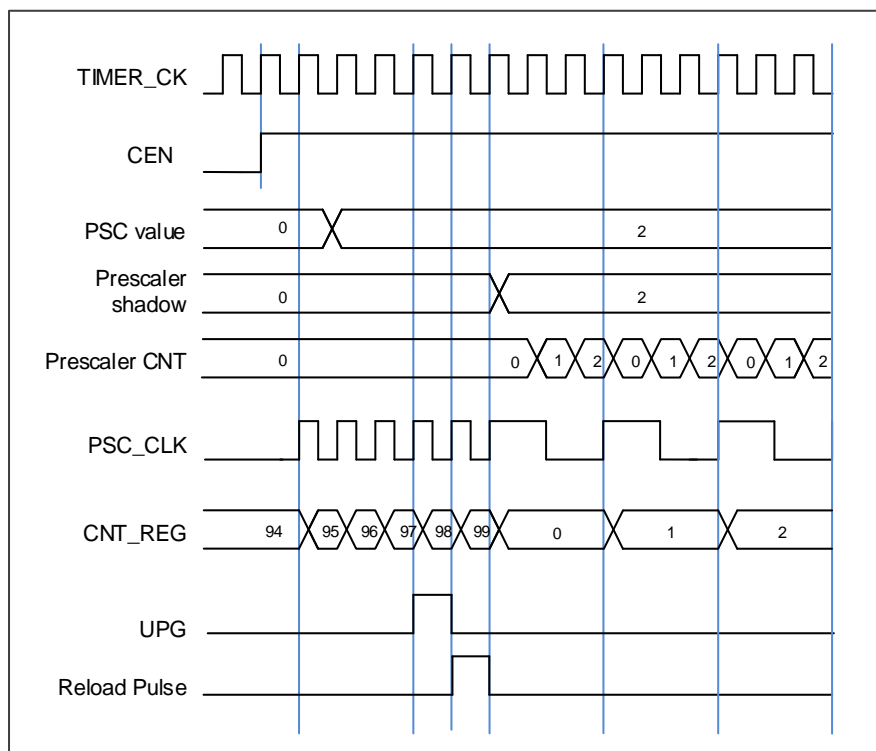 TIMER_CK
CEN
PSC value 0 2
Prescaler
shadow 0 2
Prescaler CNT 0 0 1 2 0 1 2 0 1 2
PSC_CLK
CNT_REG 94 95 96 97 98 99 0 1 2
UPG
Reload Pulse